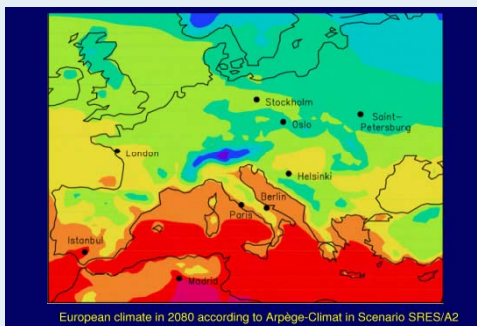 Stockholm
Oslo
Saint-
Petersburg
London
Helsinki
Berlin
Paris
Istanbul
Madrid
European climate in 2080 according to Arpège-Climat in Scenario SRES/A2